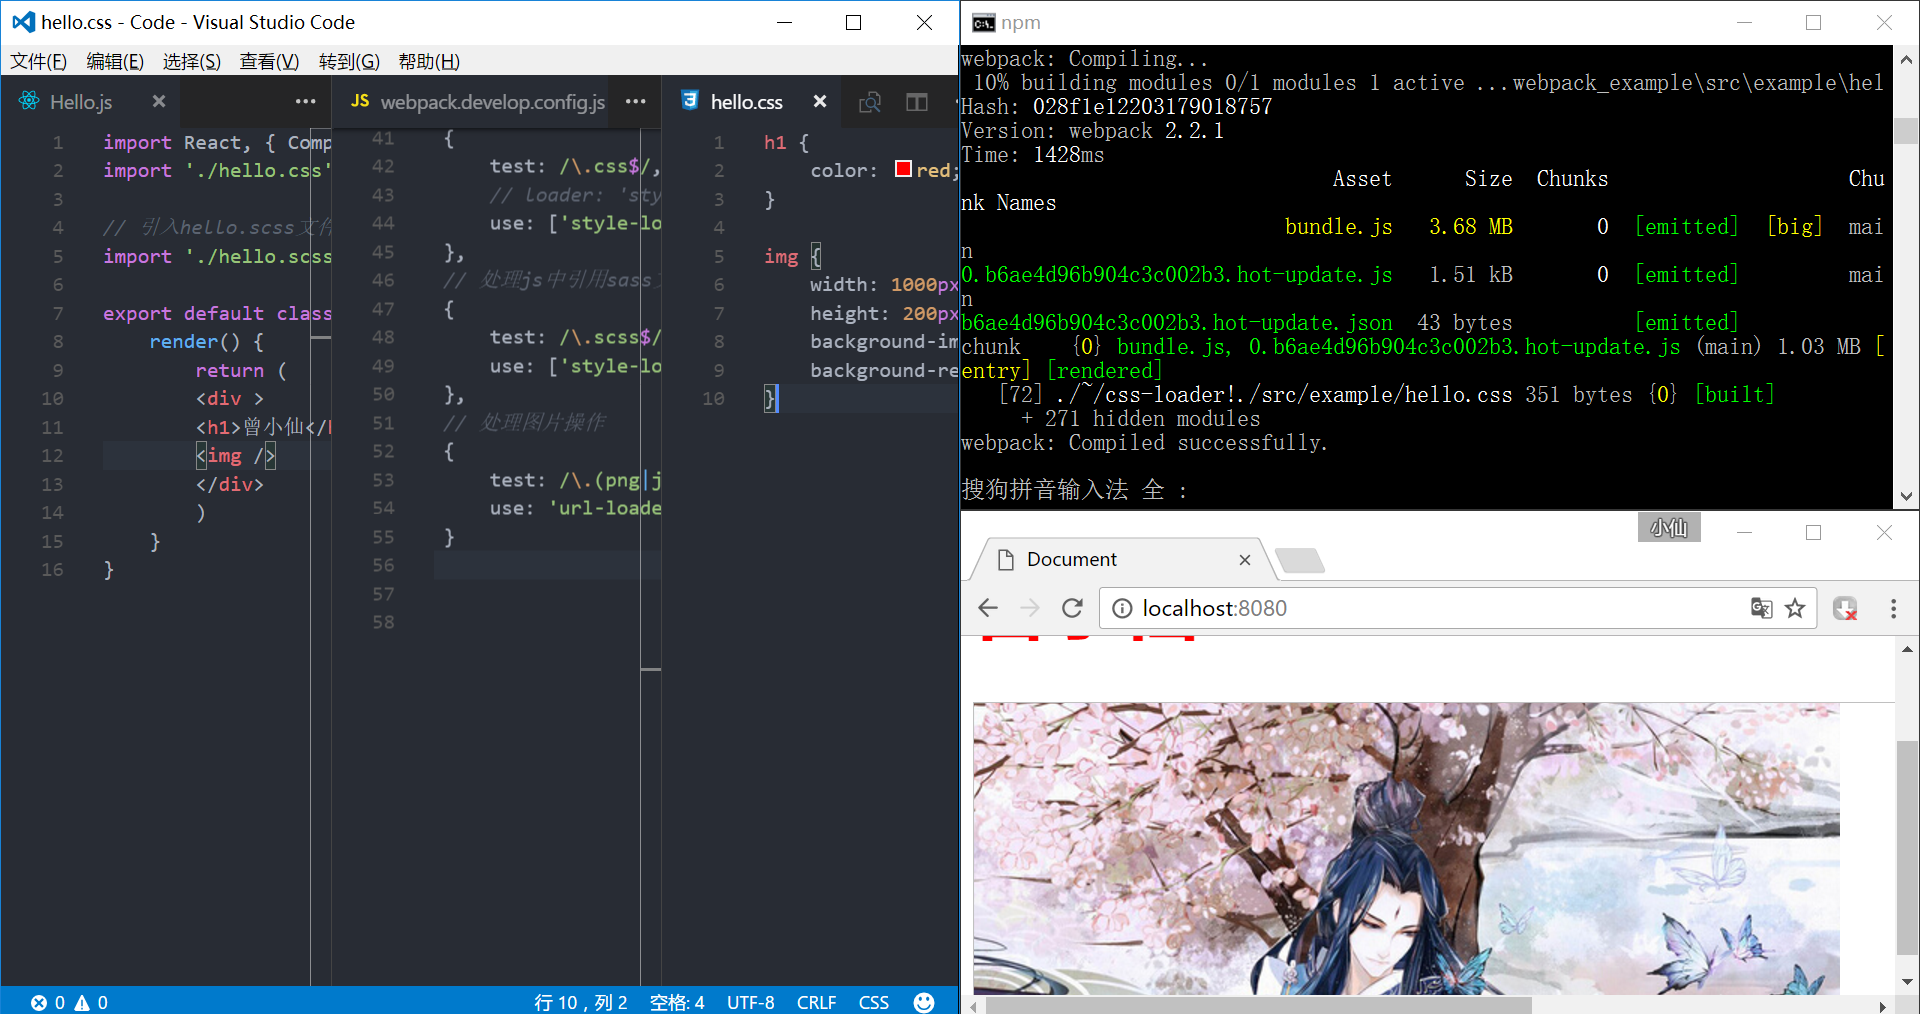 hello.css - Code - Visual Studio Code
文件(F) 编辑(E) 选择(S) 查看(V) 转到(G) 帮助(H)
Hello.js
1 import React, { Comp
2 import './hello.css'
3
4 // 引入hello.scss文件
5 import './hello.scss
6
7 export default class
8 render() {
9 return (
10 <div >
11 <h1>曾小仙</h
12 <img />
13 </div>
14 )
15 }
16 }
JS webpack.develop.config.js
41 {
42 test: /\.css$/,
43 // loader: 'sty
44 use: ['style-lo
45 },
46 // 处理js中引用sass文
47 {
48 test: /\.scss$/
49 use: ['style-lo
50 },
51 // 处理图片操作
52 {
53 test: /\.(png|j
54 use: 'url-loade
55 }
56
57
58
hello.css
1 h1 {
2 color: red;
3 }
4
5 img {
6 width: 1000px
7 height: 200px
8 background-im
9 background-re
10 }
0 0 行 10，列 2 空格: 4 UTF-8 CRLF CSS
npm
webpack: Compiling...
10% building modules 0/1 modules 1 active ...webpack_example\src\example\hel
Hash: 028f1e12203179018757
Version: webpack 2.2.1
Time: 1428ms
Asset Size Chunks Chu
nk Names
bundle.js 3.68 MB 0 [emitted] [big] mai
n
0.b6ae4d96b904c3c002b3.hot-update.js 1.51 kB 0 [emitted] mai
n
b6ae4d96b904c3c002b3.hot-update.json 43 bytes [emitted]
chunk {0} bundle.js, 0.b6ae4d96b904c3c002b3.hot-update.js (main) 1.03 MB [
entry] [rendered]
[72] ./~/css-loader!./src/example/hello.css 351 bytes {0} [built]
+ 271 hidden modules
webpack: Compiled successfully.
搜狗拼音输入法 全 :
小仙
Document
localhost:8080